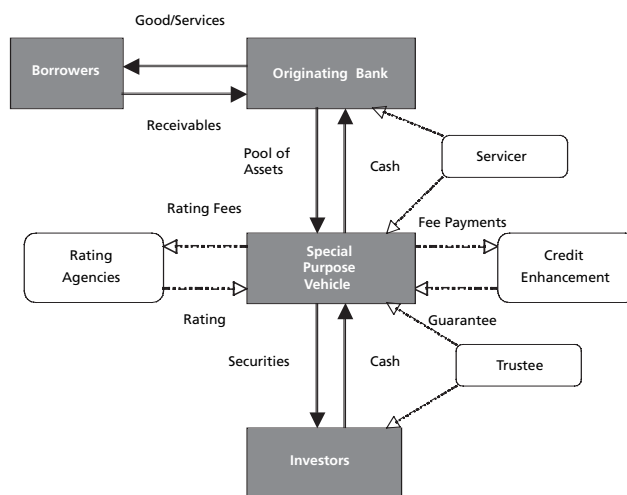 Good/Services
Borrowers
Originating Bank
Receivables
Pool of
Assets
Cash
Servicer
Rating Fees
Fee Payments
Rating
Agencies
Special
Purpose
Vehicle
Credit
Enhancement
Rating
Guarantee
Securities
Cash
Trustee
Investors